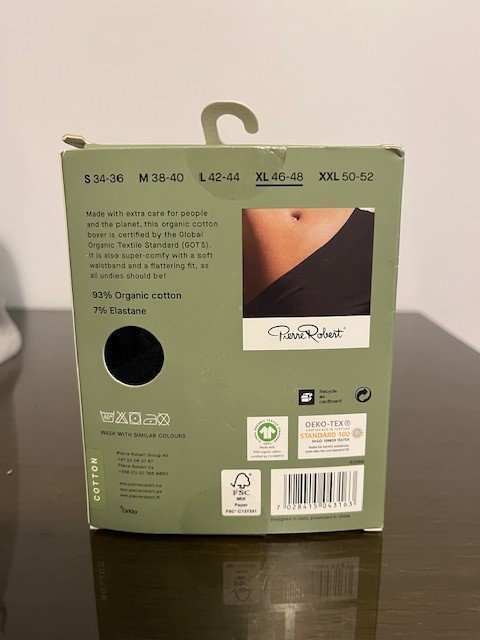 S 34-36 M 38-40 L 42-44 XL 46-48 XXL 50-52
Made with extra care for people
and the planet, this organic cotton
boxer is certified by the Global
Organic Textile Standard (GOTS).
It is also super-comfy with a soft
waistband and a flattering fit, as
all undies should be!
93% Organic cotton
7% Elastane
Pierre Robert
Recycle
as
cardboard
WASH WITH SIMILAR COLOURS
OEKO-TEX®
STANDARD 100
Pierre Robert Group AS
Pierre Robert Oy
www.pierrerobert.no
www.pierrerobert.se
www.pierrerobert.fi
Orkla
COTTON
FSC
MIX
Paper
7 028415 043163
Designed in Oslo, produced in China